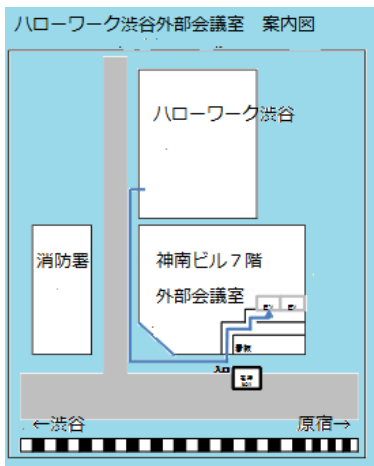 ハローワーク渋谷外部会議室　案内図
ハローワーク渋谷
消防署
神南ビル７階
外部会議室
入口
←渋谷
原宿→